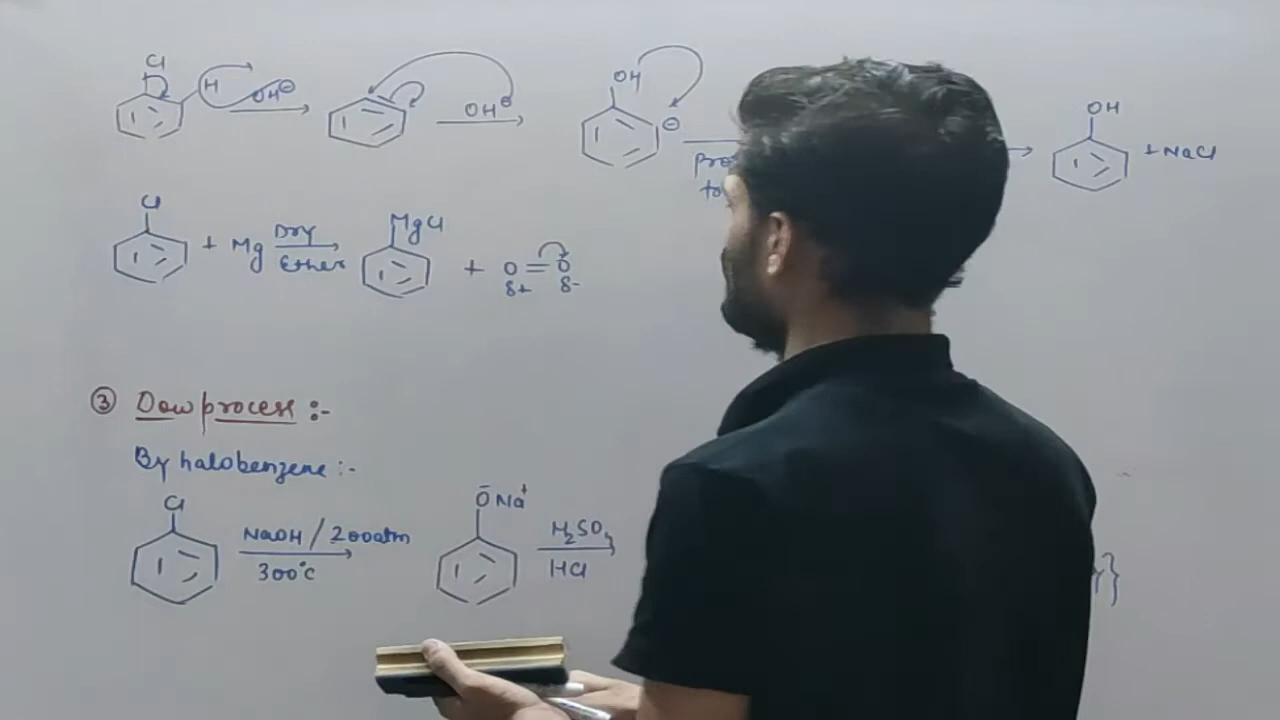 Cl
H
OH⊖
OH⊖
OH
⊖
OH
+ NaCl
Cl
+ Mg
Dry
Ether
MgCl
+ O = O
δ+ δ-
③ Dow process :-
By halobenzene :-
Cl
NaOH / 200atm
300°C
ŌNa⁺
H₂SO₄
HCl
}